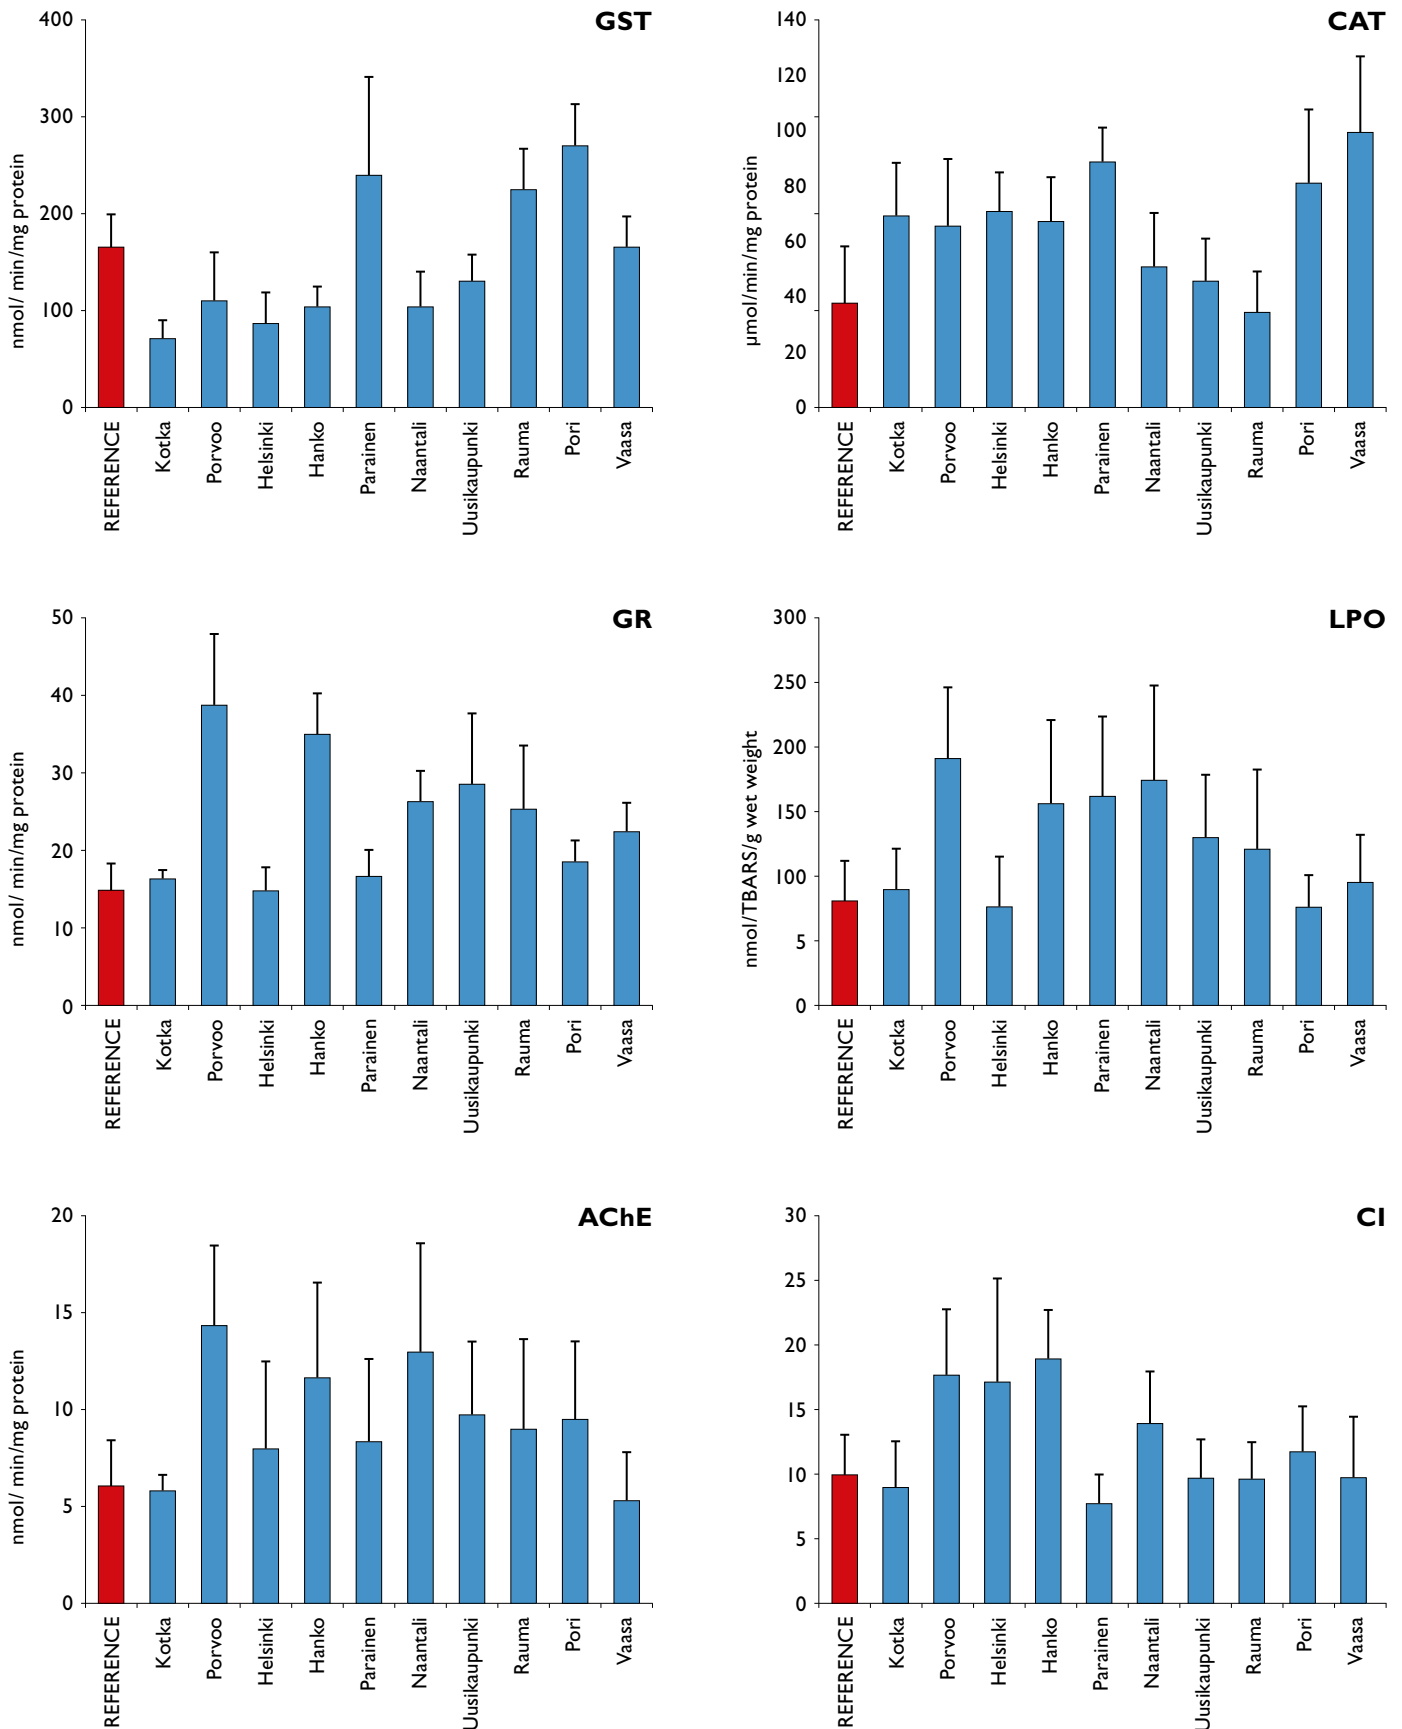 GST
400
300
200
100
0
nmol/ min/mg protein
REFERENCE
Kotka
Porvoo
Helsinki
Hanko
Parainen
Naantali
Uusikaupunki
Rauma
Pori
Vaasa
CAT
140
120
100
80
60
40
20
0
µmol/min/mg protein
REFERENCE
Kotka
Porvoo
Helsinki
Hanko
Parainen
Naantali
Uusikaupunki
Rauma
Pori
Vaasa
GR
50
40
30
20
10
0
nmol/ min/mg protein
REFERENCE
Kotka
Porvoo
Helsinki
Hanko
Parainen
Naantali
Uusikaupunki
Rauma
Pori
Vaasa
LPO
300
250
200
150
100
5
0
nmol/TBARS/g wet weight
REFERENCE
Kotka
Porvoo
Helsinki
Hanko
Parainen
Naantali
Uusikaupunki
Rauma
Pori
Vaasa
AChE
20
15
10
5
0
nmol/ min/mg protein
REFERENCE
Kotka
Porvoo
Helsinki
Hanko
Parainen
Naantali
Uusikaupunki
Rauma
Pori
Vaasa
CI
30
25
20
15
10
5
0
REFERENCE
Kotka
Porvoo
Helsinki
Hanko
Parainen
Naantali
Uusikaupunki
Rauma
Pori
Vaasa